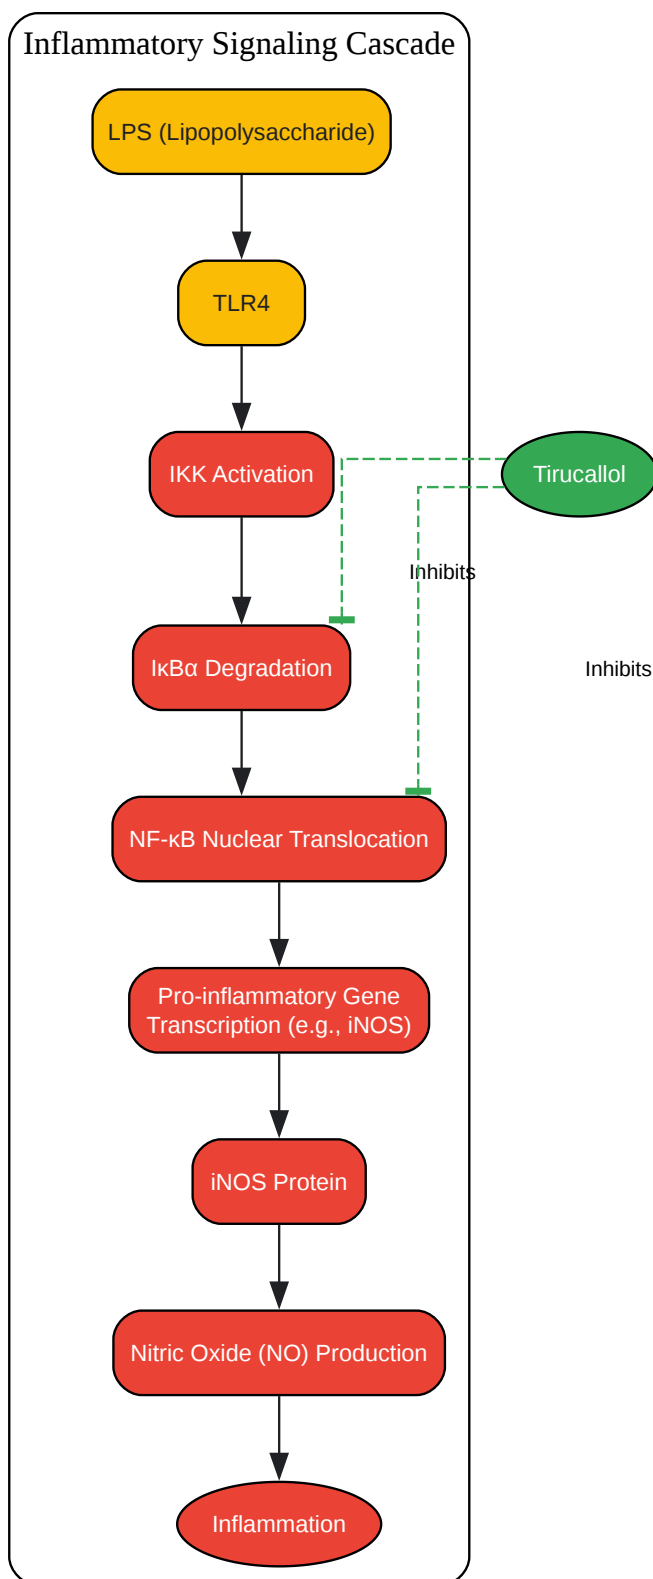 Inflammatory Signaling Cascade
LPS (Lipopolysaccharide)
TLR4
IKK Activation
Tirucallol
Inhibits
IκBα Degradation
Inhibits
NF-κB Nuclear Translocation
Pro-inflammatory Gene
Transcription (e.g., iNOS)
iNOS Protein
Nitric Oxide (NO) Production
Inflammation